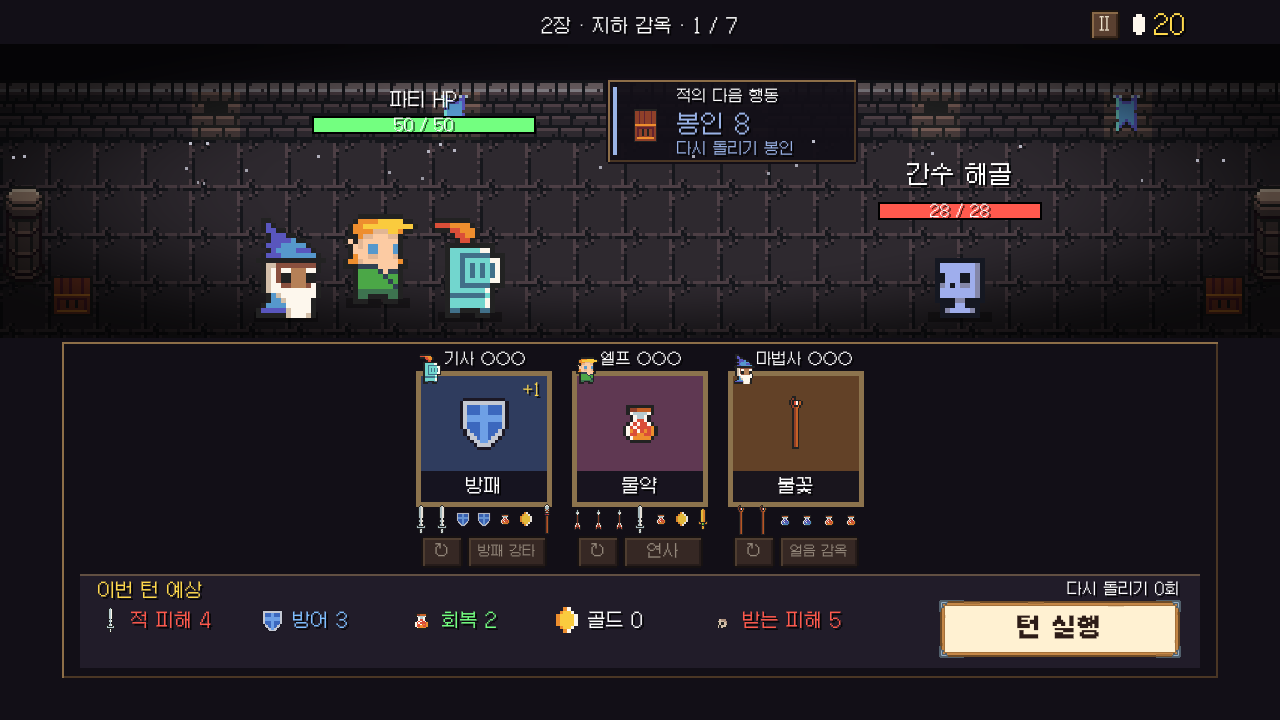 2장 · 지하 감옥 · 1 / 7
II
20
파티 HP
50 / 50
적의 다음 행동
봉인 8
다시 돌리기 봉인
간수 해골
28 / 28
기사 ○○○
엘프 ○○○
마법사 ○○○
+1
방패
물약
불꽃
↻
방패 강타
↻
연사
↻
얼음 감옥
이번 턴 예상
다시 돌리기 0회
적 피해 4
방어 3
회복 2
골드 0
받는 피해 5
턴 실행